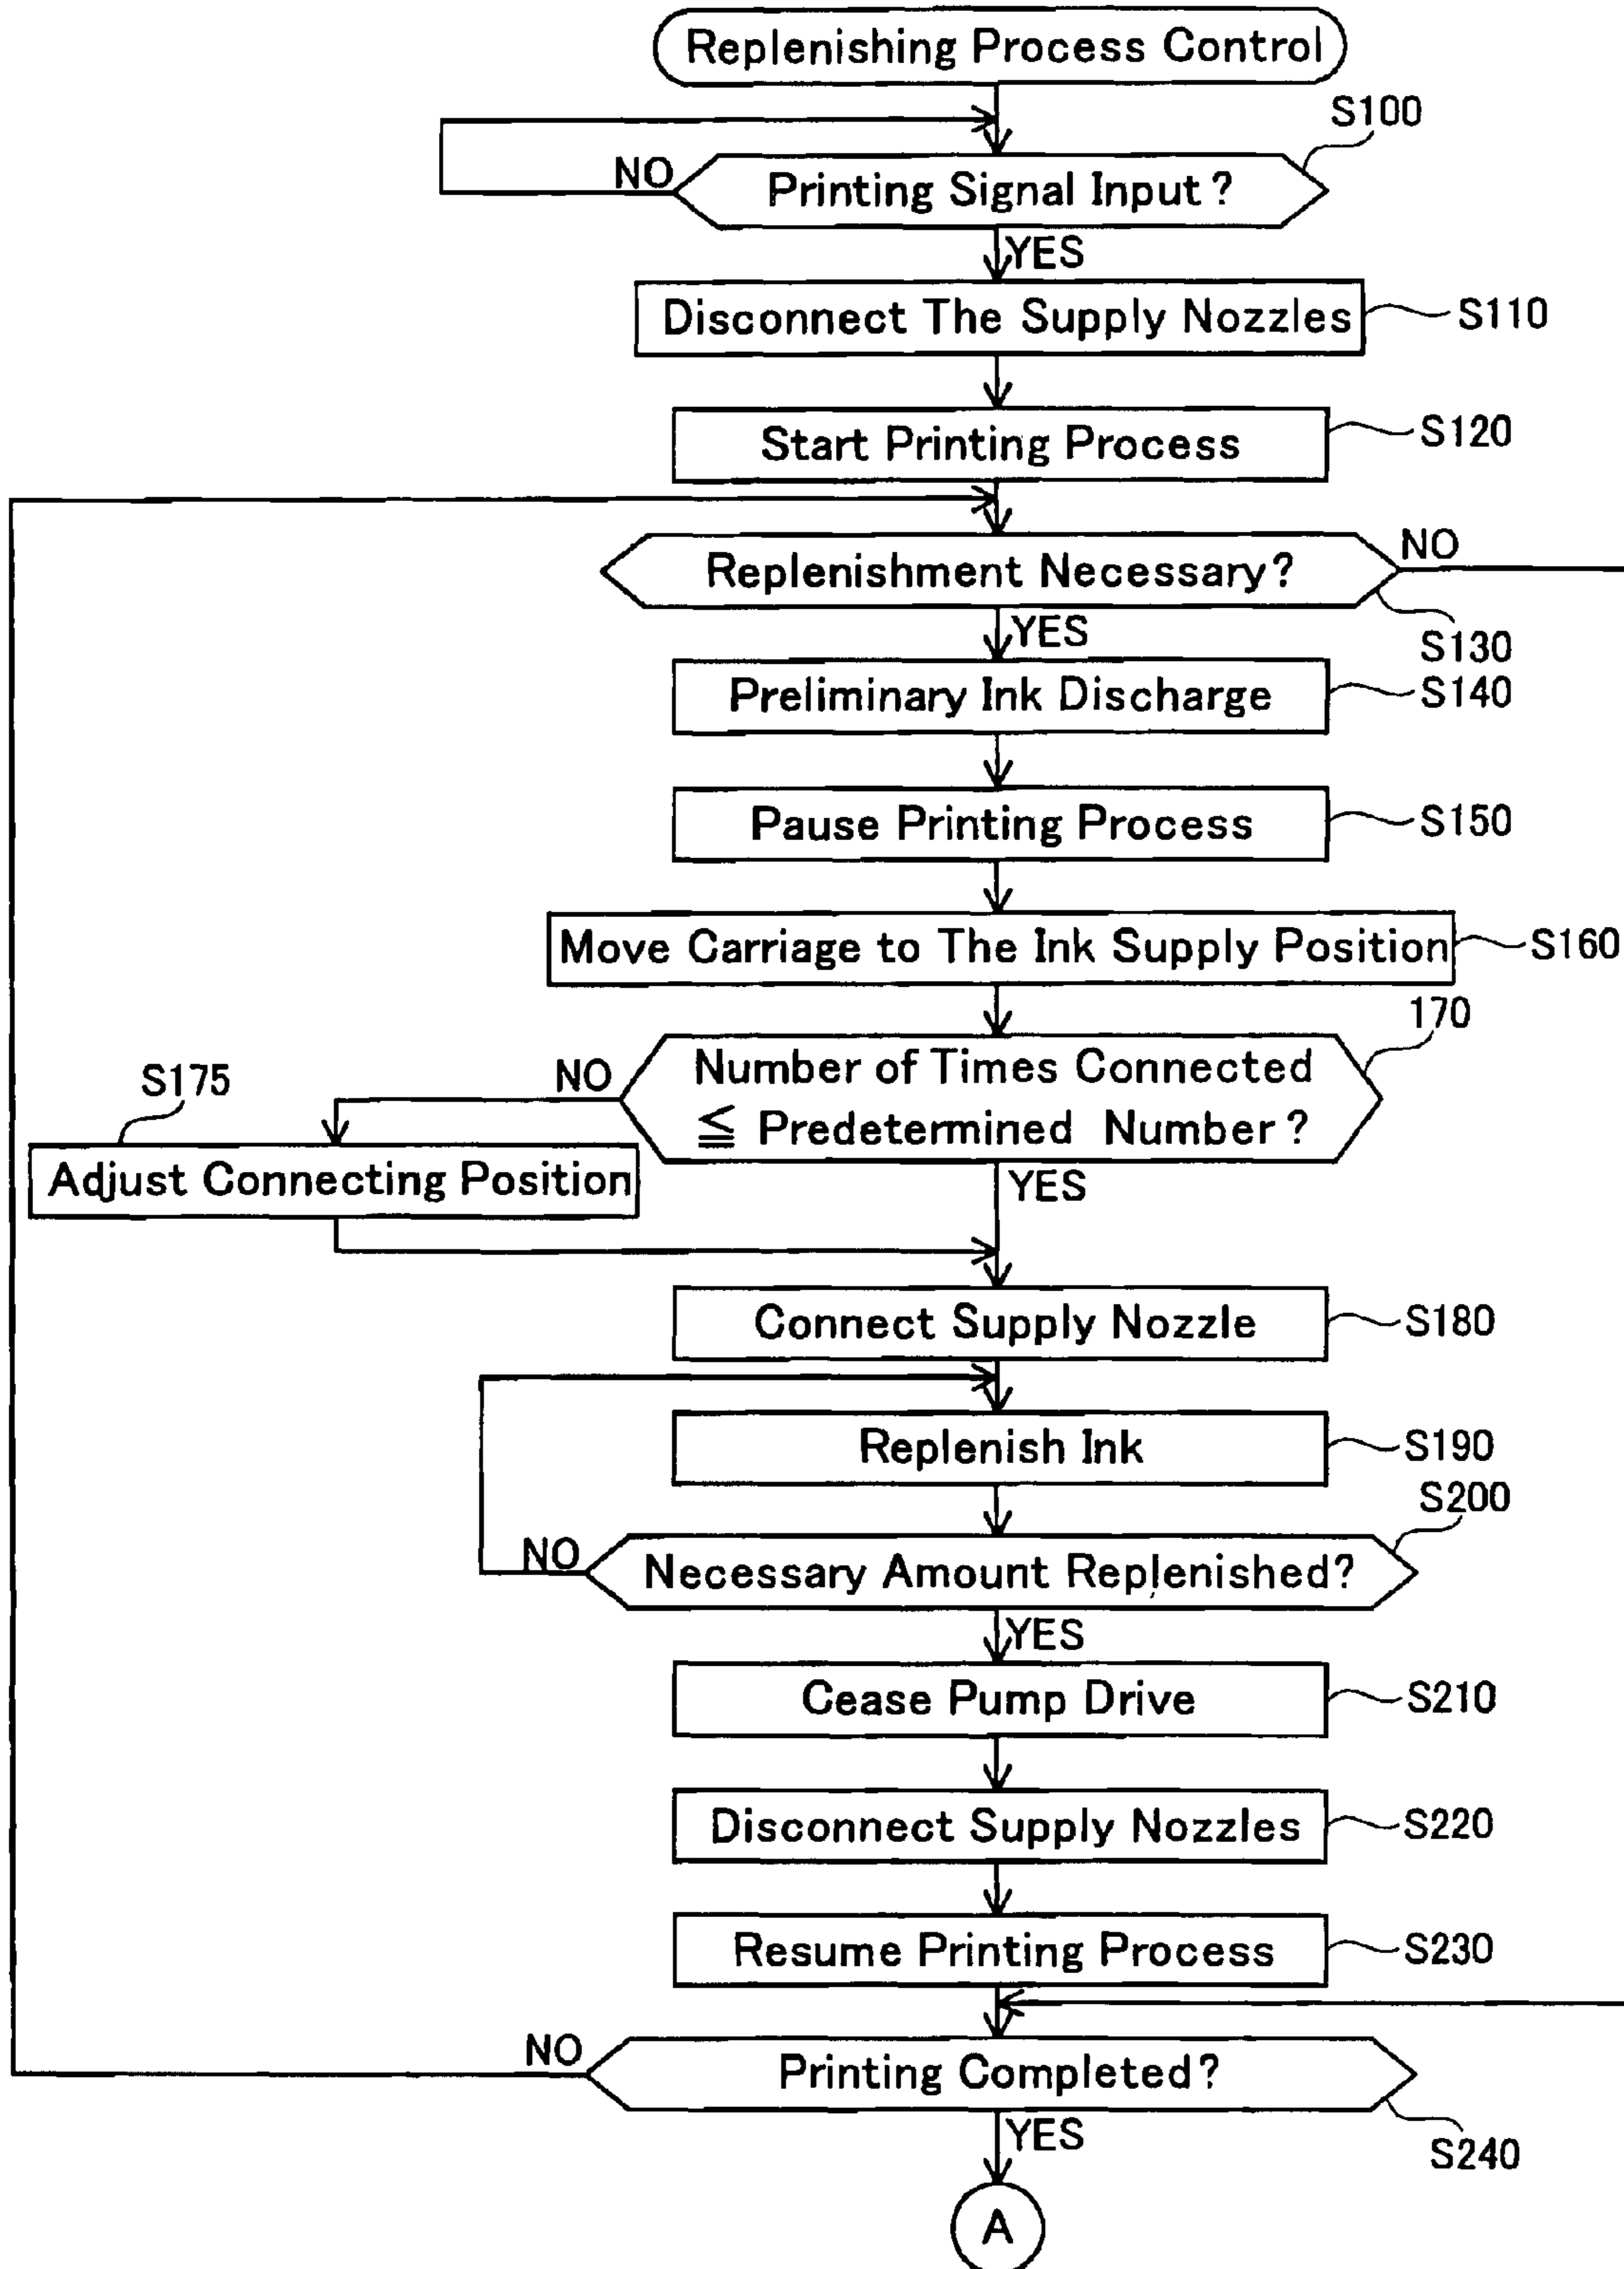 Replenishing Process Control
S100
NO
Printing Signal Input?
YES
Disconnect The Supply Nozzles
S110
Start Printing Process
S120
Replenishment Necessary?
NO
YES
S130
Preliminary Ink Discharge
S140
Pause Printing Process
S150
Move Carriage to The Ink Supply Position
S160
170
Number of Times Connected
≦ Predetermined Number?
NO
S175
Adjust Connecting Position
YES
Connect Supply Nozzle
S180
Replenish Ink
S190
S200
NO
Necessary Amount Replenished?
YES
Cease Pump Drive
S210
Disconnect Supply Nozzles
S220
Resume Printing Process
S230
NO
Printing Completed?
YES
S240
A